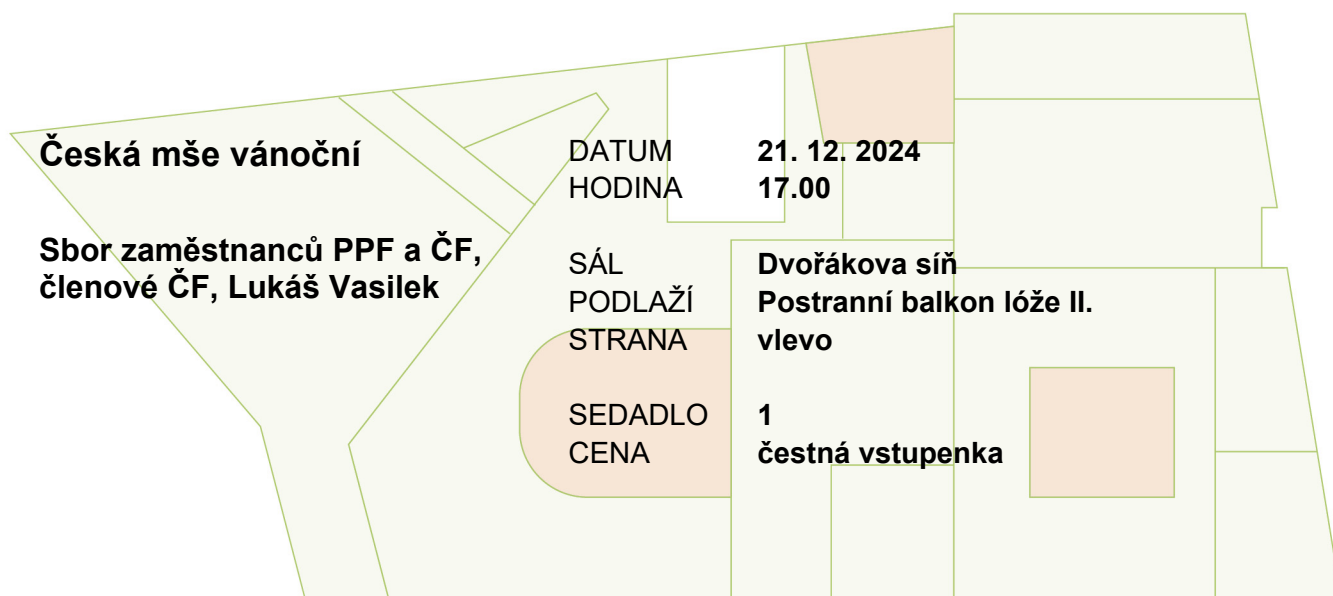 Česká mše vánoční
Sbor zaměstnanců PPF a ČF,
členové ČF, Lukáš Vasilek
DATUM 21. 12. 2024
HODINA 17.00
SÁL Dvořákova síň
PODLAŽÍ Postranní balkon lóže II.
STRANA vlevo
SEDADLO 1
CENA čestná vstupenka